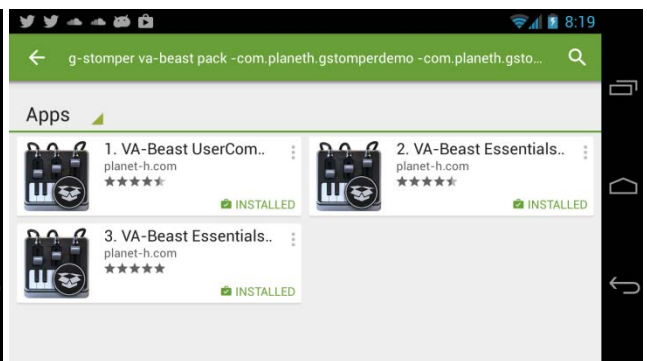 8:19
g-stomper va-beast pack -com.planeth.gstomperdemo -com.planeth.gsto...
Apps
1. VA-Beast UserCom..
planet-h.com
INSTALLED
2. VA-Beast Essentials..
planet-h.com
INSTALLED
3. VA-Beast Essentials..
planet-h.com
INSTALLED